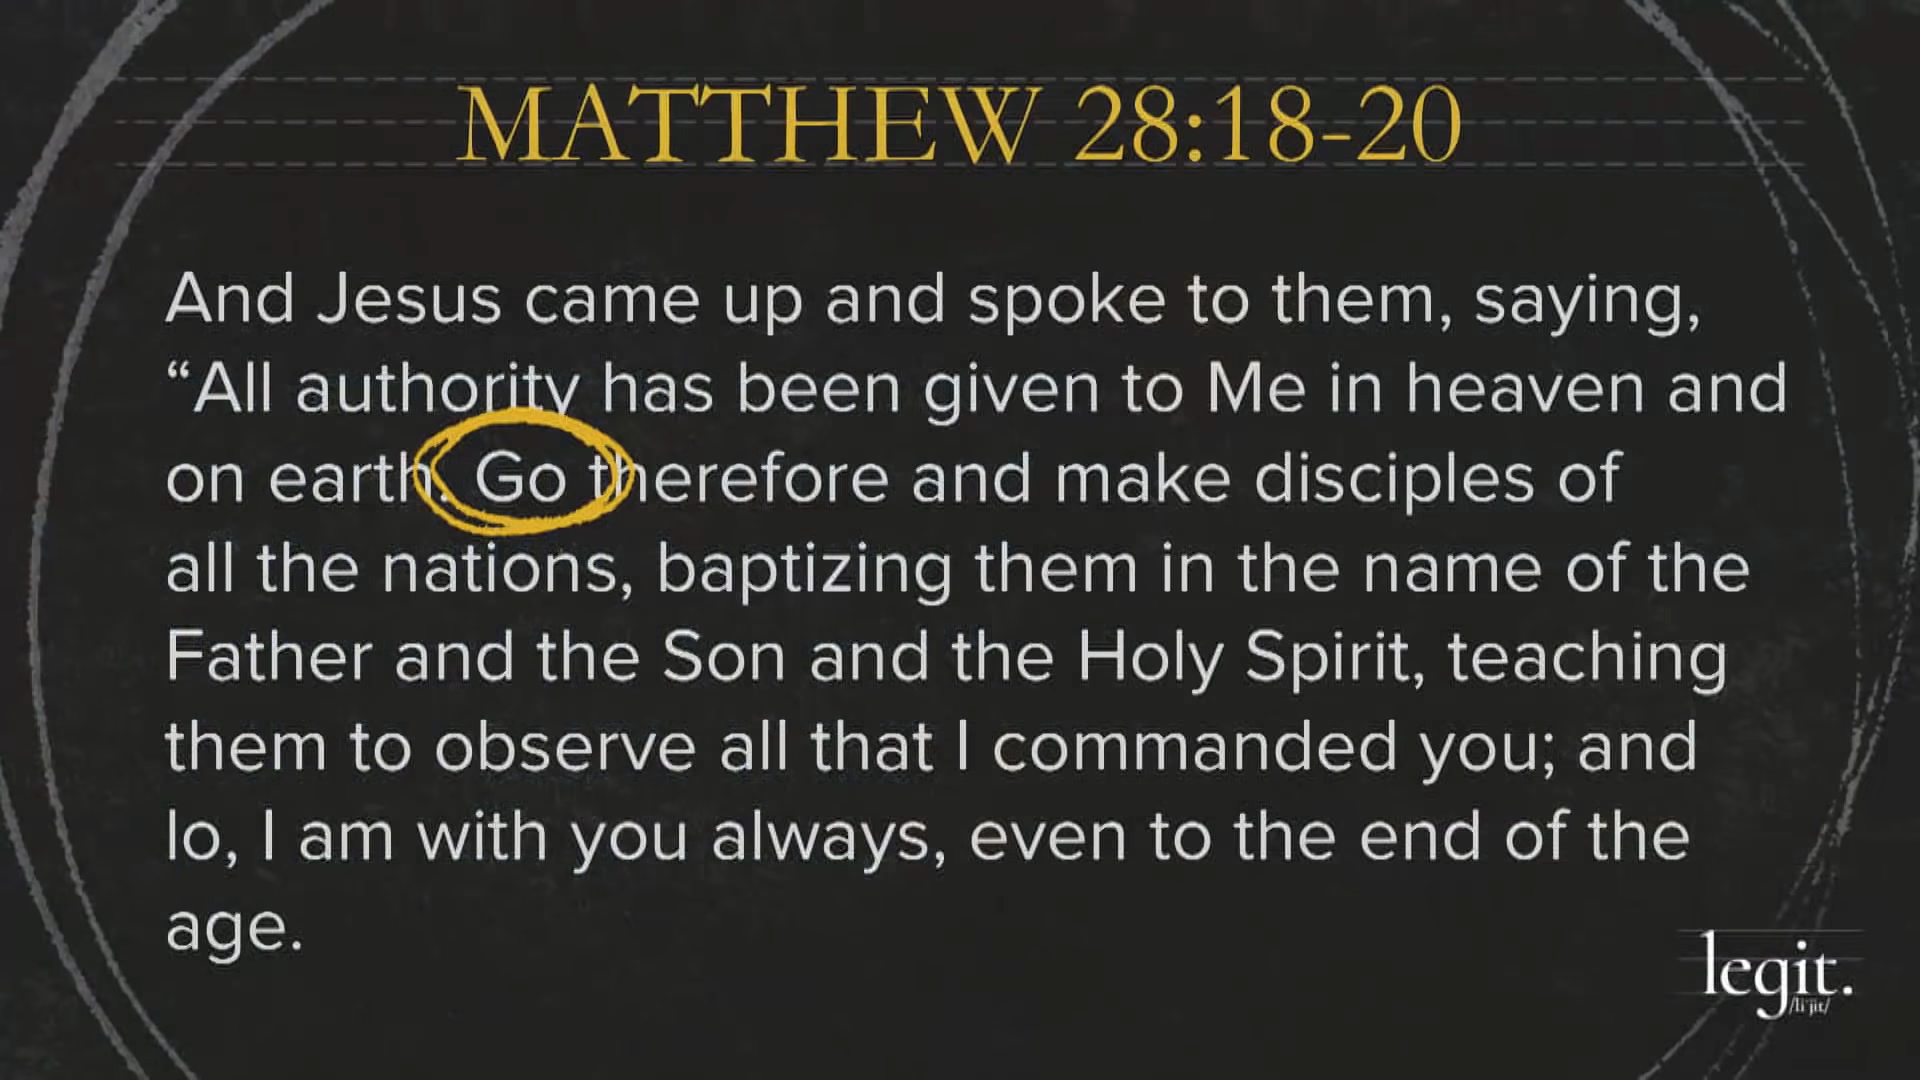 MATTHEW 28:18-20
And Jesus came up and spoke to them, saying,
“All authority has been given to Me in heaven and
on earth. Go therefore and make disciples of
all the nations, baptizing them in the name of the
Father and the Son and the Holy Spirit, teaching
them to observe all that I commanded you; and
lo, I am with you always, even to the end of the
age.
legit.
/li'jit/